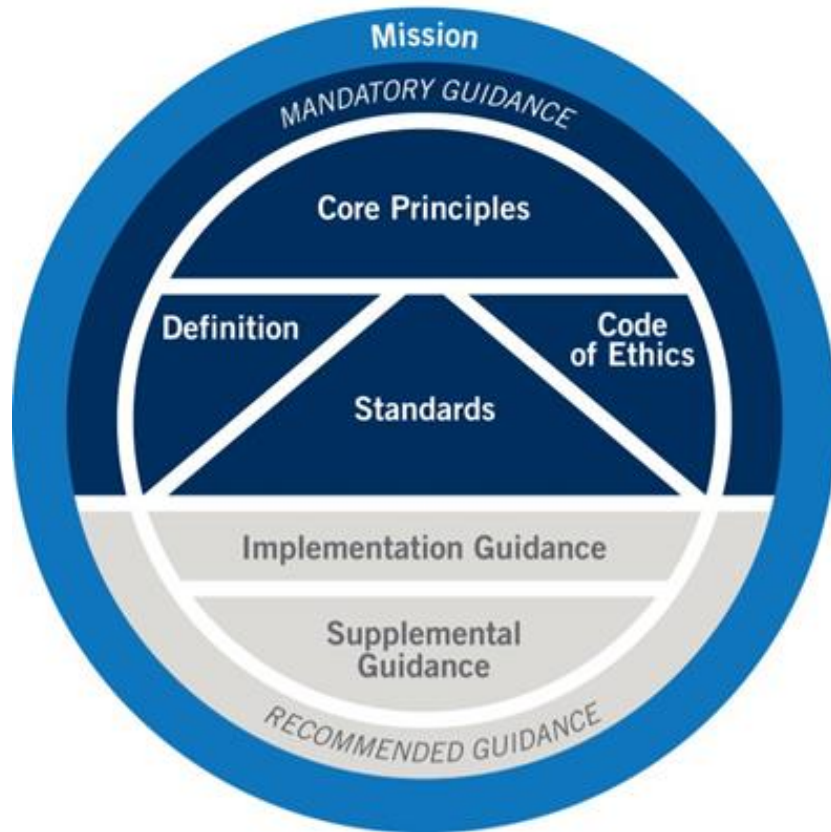 Mission
MANDATORY GUIDANCE
Core Principles
Definition
Code
of Ethics
Standards
Implementation Guidance
Supplemental
Guidance
RECOMMENDED GUIDANCE